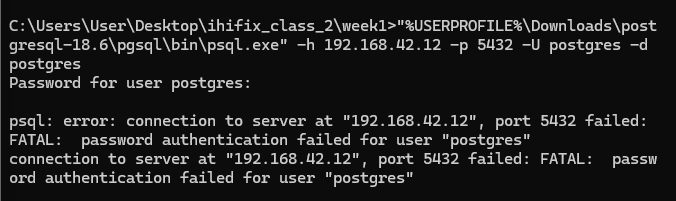 C:\Users\User\Desktop\ihifix_class_2\week1>"%USERPROFILE%\Downloads\post
gresql-18.6\pgsql\bin\psql.exe" -h 192.168.42.12 -p 5432 -U postgres -d
postgres
Password for user postgres:
psql: error: connection to server at "192.168.42.12", port 5432 failed:
FATAL:  password authentication failed for user "postgres"
connection to server at "192.168.42.12", port 5432 failed: FATAL:  passw
ord authentication failed for user "postgres"